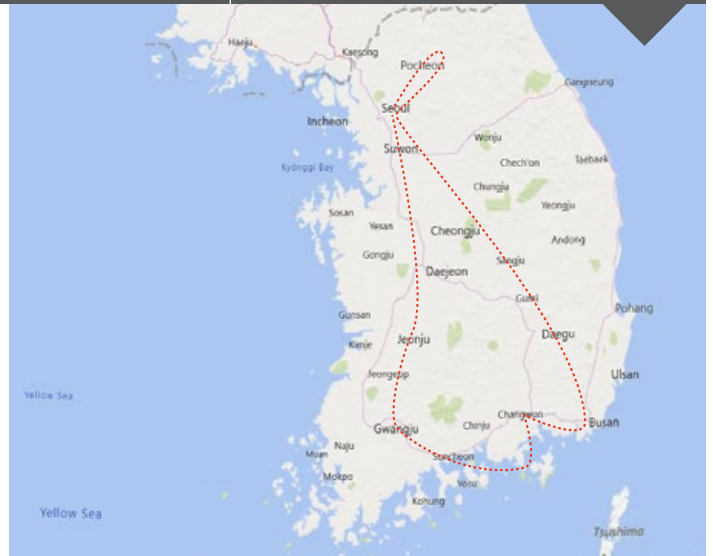 Haeju
Kaesong
Pocheon
Gangneung
Seoul
Incheon
Wonju
Suwon
Chech'on
Taebaek
Kyonggi Bay
Chungju
Yeongju
Sosan
Yesan
Cheongju
Andong
Gongju
Sangju
Daejeon
Gumi
Gunsan
Pohang
Daegu
Jeonju
Kimje
Jeongeup
Ulsan
Yellow Sea
Changwon
Busan
Chinju
Gwangju
Naju
Muan
Suncheon
Mokpo
Yosu
Kohung
Yellow Sea
Tsushima